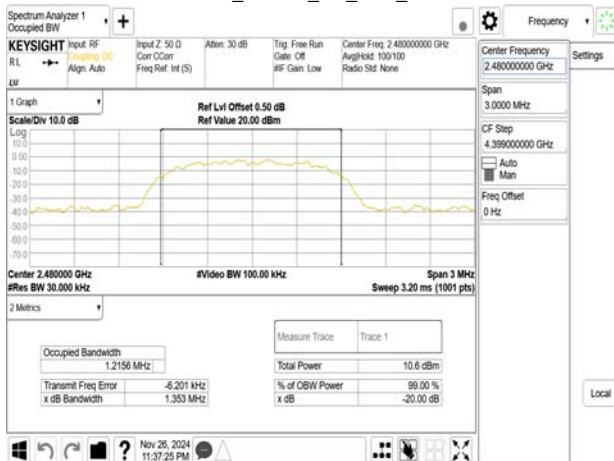 Spectrum Analyzer 1
Occupied BW
Frequency
KEYSIGHT
RL
Input: RF
Coupling: DC
Align: Auto
Input Z: 50 Ω
Corr CCorr
Freq Ref: Int (S)
Atten: 30 dB
Trig: Free Run
Gate: Off
#IF Gain: Low
Center Freq: 2.480000000 GHz
Avg|Hold: 100/100
Radio Std: None
Center Frequency
2.480000000 GHz
Settings
Span
3.0000 MHz
CF Step
4.399000000 GHz
Auto
Man
Freq Offset
0 Hz
1 Graph
Scale/Div 10.0 dB
Ref Lvl Offset 0.50 dB
Ref Value 20.00 dBm
Log
10.0
0.00
-10.0
-20.0
-30.0
-40.0
-50.0
-60.0
-70.0
Center 2.480000 GHz
#Res BW 30.000 kHz
#Video BW 100.00 kHz
Span 3 MHz
Sweep 3.20 ms (1001 pts)
2 Metrics
Measure Trace Trace 1
Occupied Bandwidth
1.2156 MHz
Total Power 10.6 dBm
Transmit Freq Error -6.201 kHz
% of OBW Power 99.00 %
x dB Bandwidth 1.353 MHz
x dB -20.00 dB
Local
?
Nov 26, 2024
11:37:25 PM